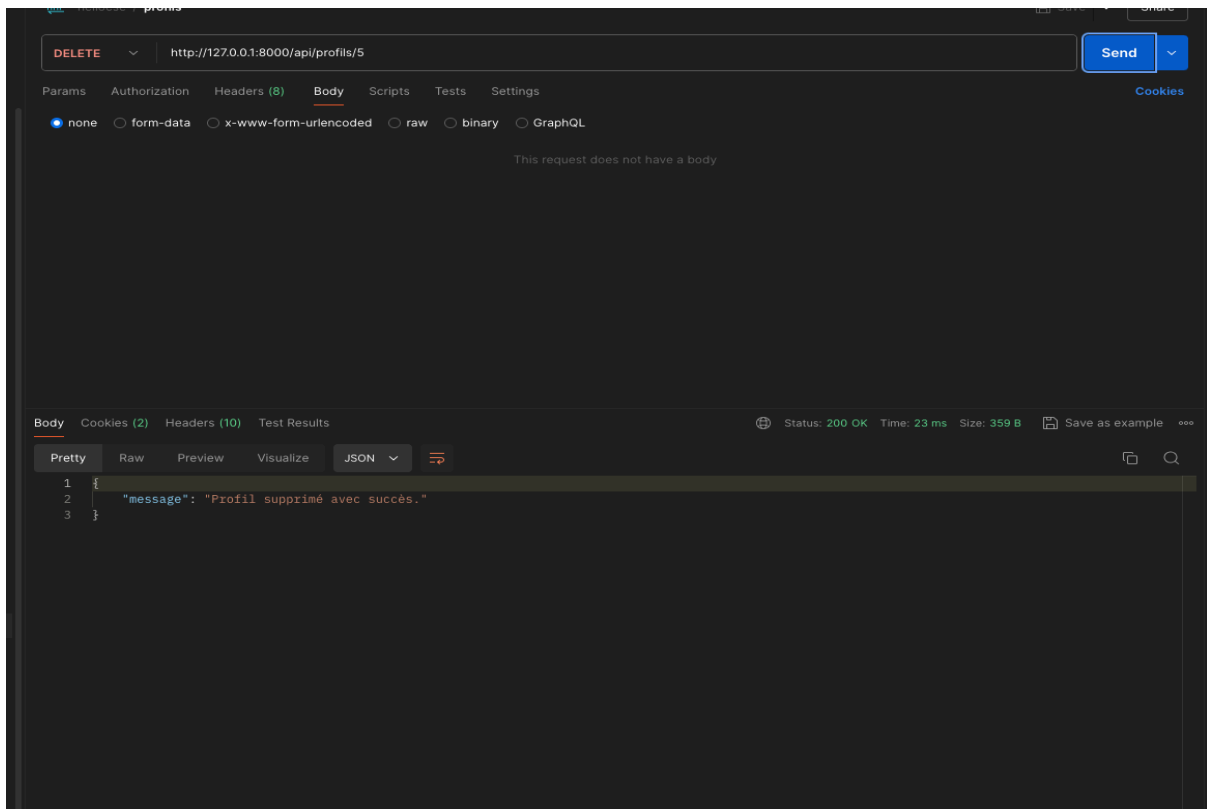 profils
DELETE http://127.0.0.1:8000/api/profils/5 Send
Params Authorization Headers (8) Body Scripts Tests Settings Cookies
none form-data x-www-form-urlencoded raw binary GraphQL
This request does not have a body
Body Cookies (2) Headers (10) Test Results Status: 200 OK Time: 23 ms Size: 359 B Save as example
Pretty Raw Preview Visualize JSON
1 {
2 "message": "Profil supprimé avec succès."
3 }